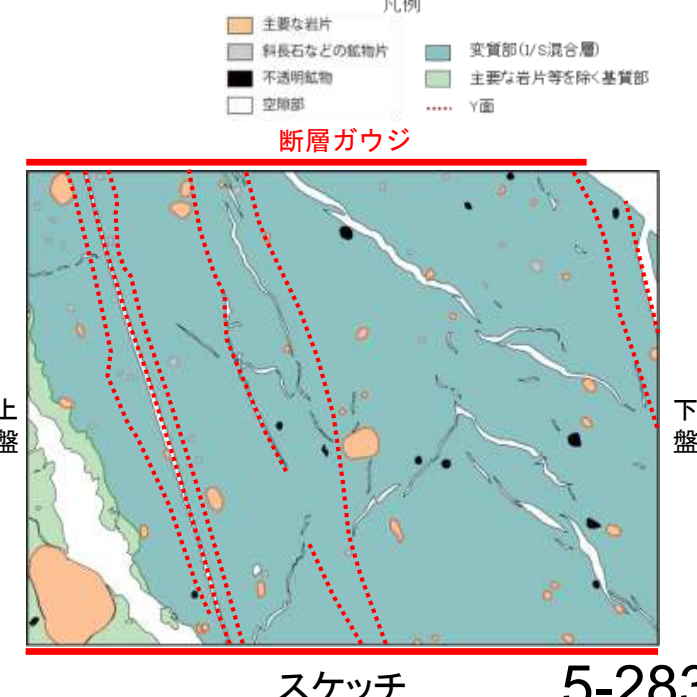 凡例
主要な岩片
斜長石などの鉱物片
不透明鉱物
空隙部
変質部(I/S混合層)
主要な岩片等を除く基質部
Y面
断層ガウジ
上盤
下盤
スケッチ
5-283